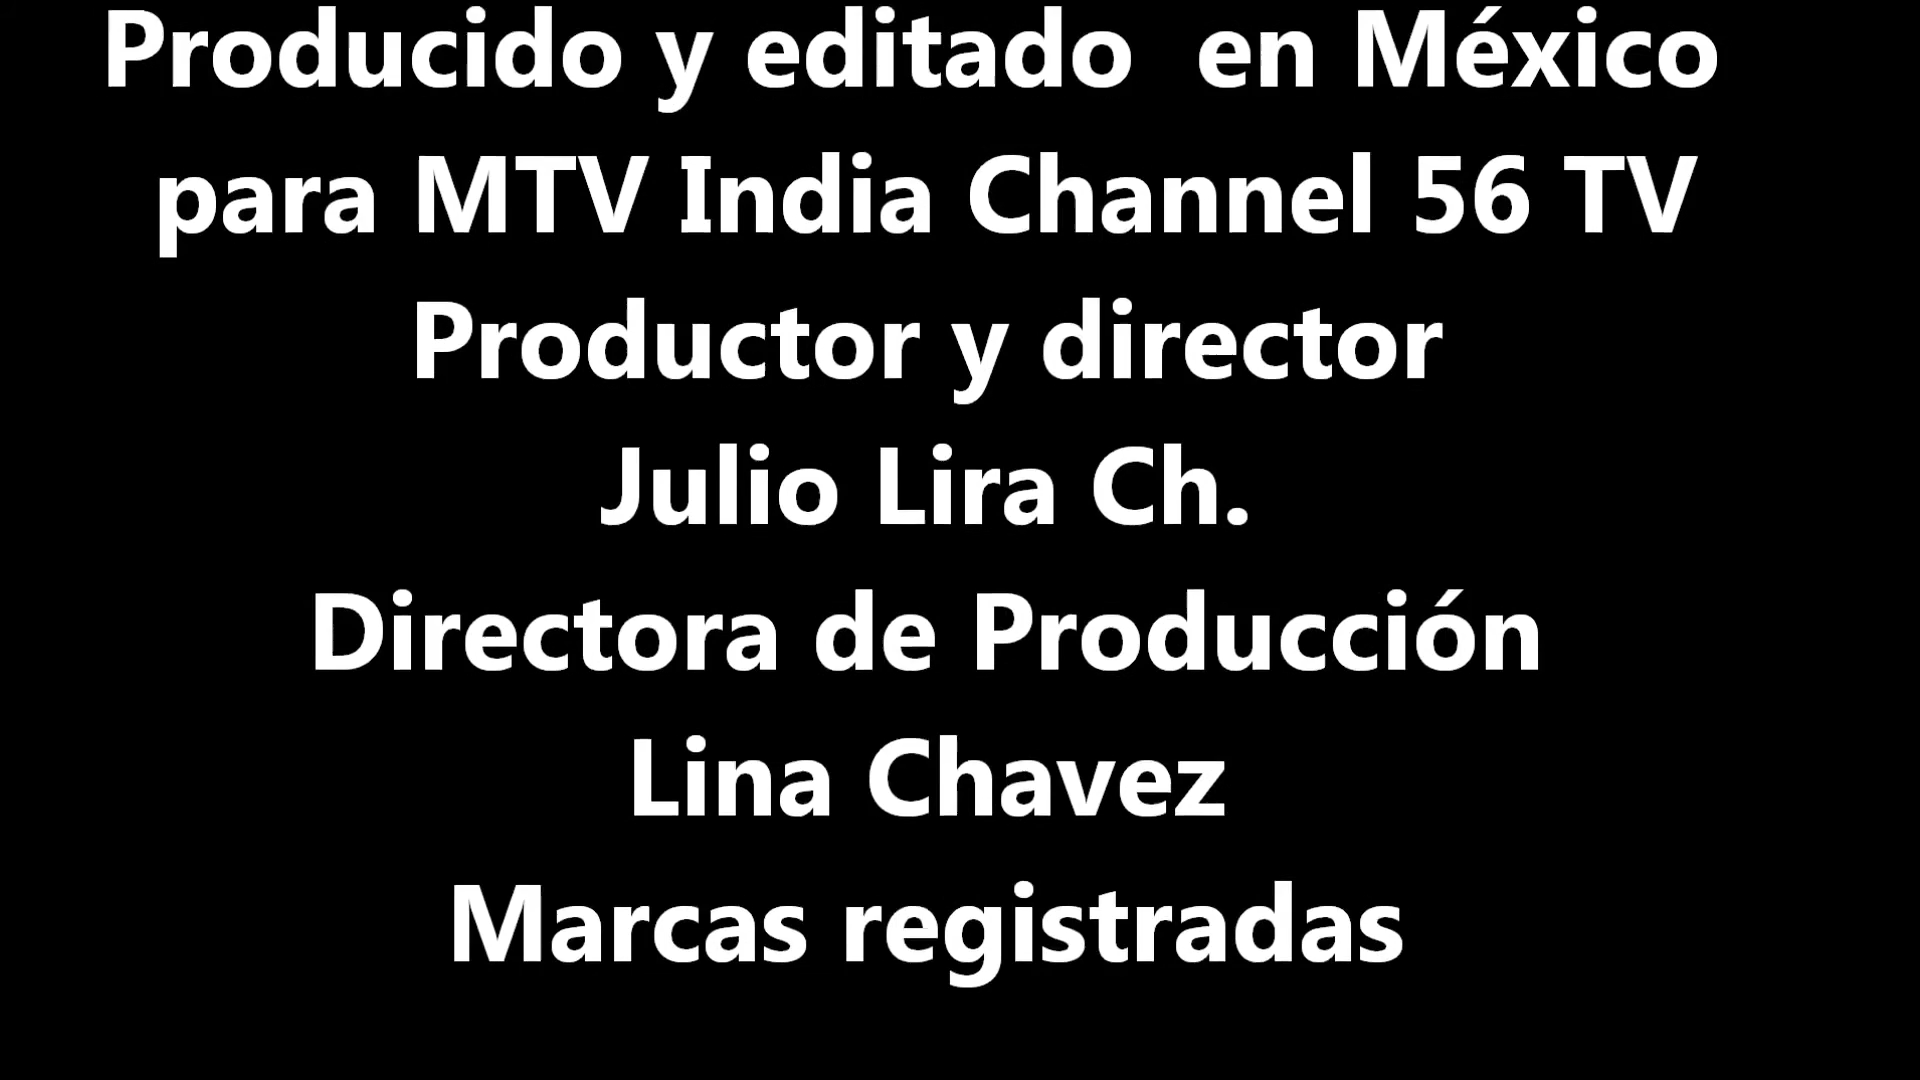 Producido y editado  en México
para MTV India Channel 56 TV
Productor y director
Julio Lira Ch.
Directora de Producción
Lina Chavez
Marcas registradas